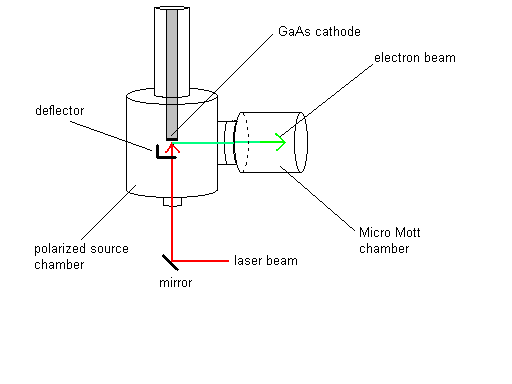 GaAs cathode
electron beam
deflector
polarized source
chamber
Micro Mott
chamber
laser beam
mirror